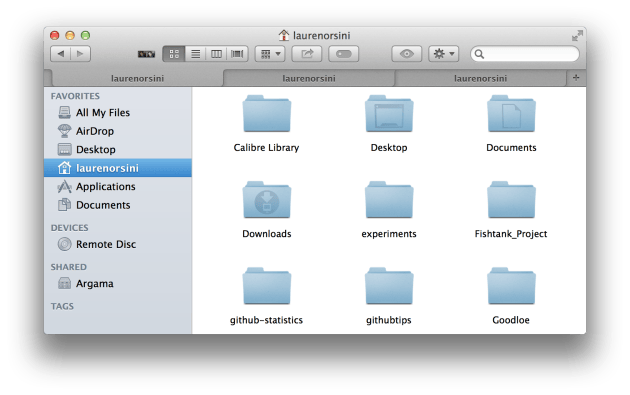 laurenorsini
laurenorsini laurenorsini laurenorsini +
FAVORITES
All My Files
AirDrop
Desktop
laurenorsini
Applications
Documents
DEVICES
Remote Disc
SHARED
Argama
TAGS
Calibre Library Desktop Documents
Downloads experiments Fishtank_Project
github-statistics githubtips Goodloe